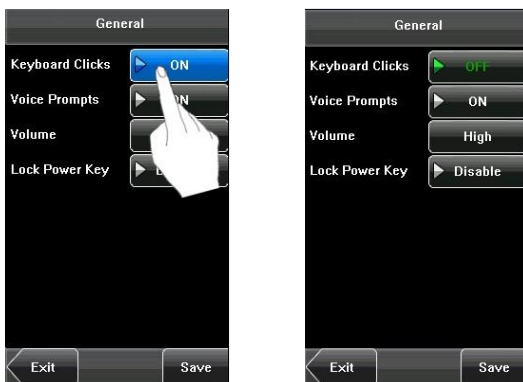 General
Keyboard Clicks ON
Voice Prompts ON
Volume
Lock Power Key
Exit Save
General
Keyboard Clicks OFF
Voice Prompts ON
Volume High
Lock Power Key Disable
Exit Save